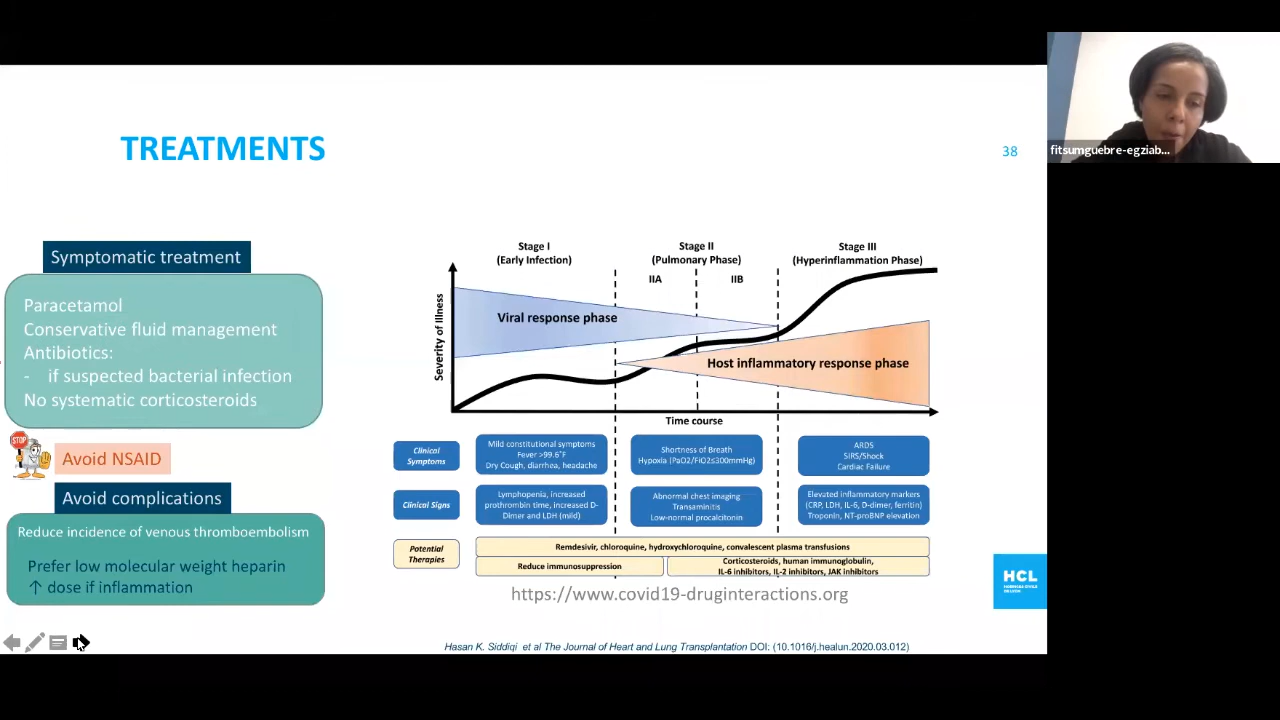 TREATMENTS
38
fitsumguebre-egziab...
Symptomatic treatment
Paracetamol
Conservative fluid management
Antibiotics:
- if suspected bacterial infection
No systematic corticosteroids
STOP
Avoid NSAID
Avoid complications
Reduce incidence of venous thromboembolism
Prefer low molecular weight heparin
↑ dose if inflammation
Stage I
(Early Infection)
Stage II
(Pulmonary Phase)
Stage III
(Hyperinflammation Phase)
IIA
IIB
Severity of Illness
Viral response phase
Host inflammatory response phase
Time course
Clinical
Symptoms
Mild constitutional symptoms
Fever >99.6°F
Dry Cough, diarrhea, headache
Shortness of Breath
Hypoxia (PaO2/FiO2≤300mmHg)
ARDS
SIRS/Shock
Cardiac Failure
Clinical Signs
Lymphopenia, increased
prothrombin time, increased D-
Dimer and LDH (mild)
Abnormal chest imaging
Transaminitis
Low-normal procalcitonin
Elevated inflammatory markers
(CRP, LDH, IL-6, D-dimer, ferritin)
Troponin, NT-proBNP elevation
Potential
Therapies
Remdesivir, chloroquine, hydroxychloroquine, convalescent plasma transfusions
Reduce immunosuppression
Corticosteroids, human immunoglobulin,
IL-6 inhibitors, IL-2 inhibitors, JAK inhibitors
https://www.covid19-druginteractions.org
HCL
HOSPICES CIVILS
DE LYON
Hasan K. Siddiqi et al The Journal of Heart and Lung Transplantation DOI: (10.1016/j.healun.2020.03.012)